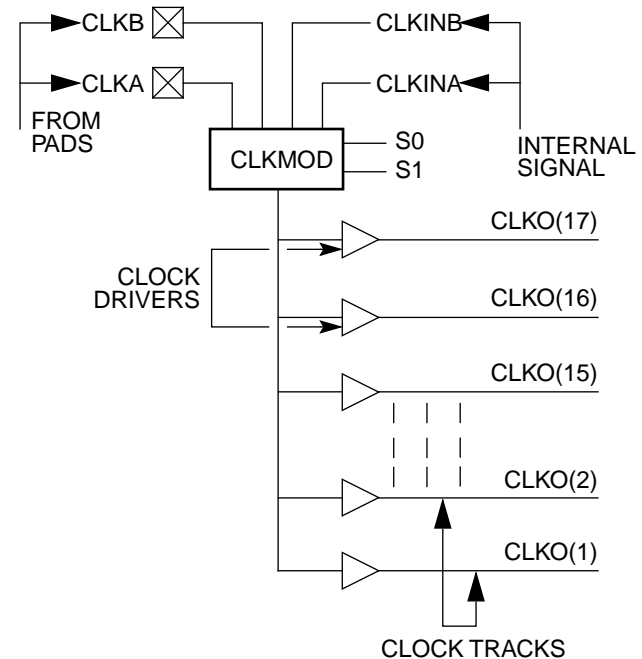 CLKB
CLKINB
CLKA
CLKINA
FROM
PADS
INTERNAL
SIGNAL
CLKMOD
S0
S1
CLKO(17)
CLOCK
DRIVERS
CLKO(16)
CLKO(15)
CLKO(2)
CLKO(1)
CLOCK TRACKS